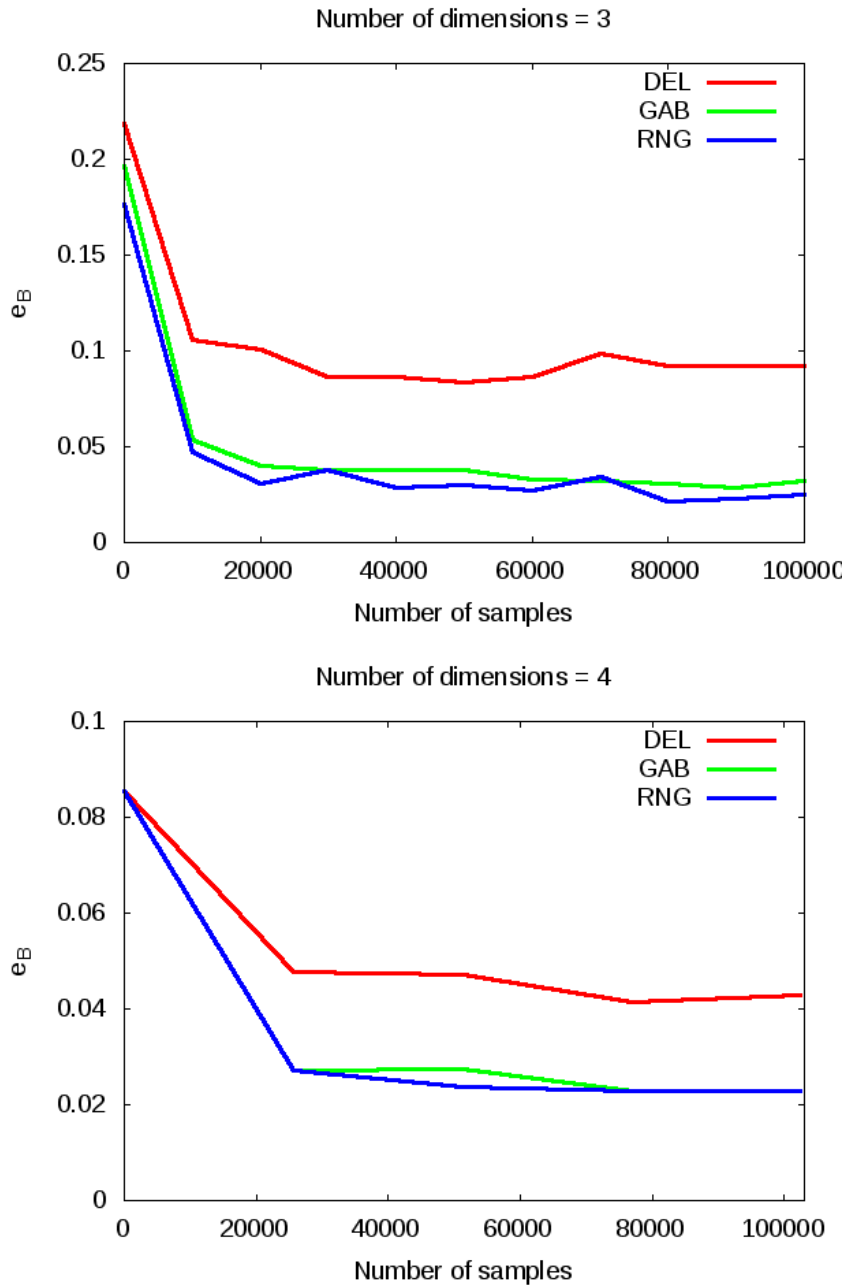 Number of dimensions = 3
0.25
0.2
0.15
0.1
0.05
0
e_B
DEL
GAB
RNG
0 20000 40000 60000 80000 100000
Number of samples
Number of dimensions = 4
0.1
0.08
0.06
0.04
0.02
0
e_B
DEL
GAB
RNG
0 20000 40000 60000 80000 100000
Number of samples